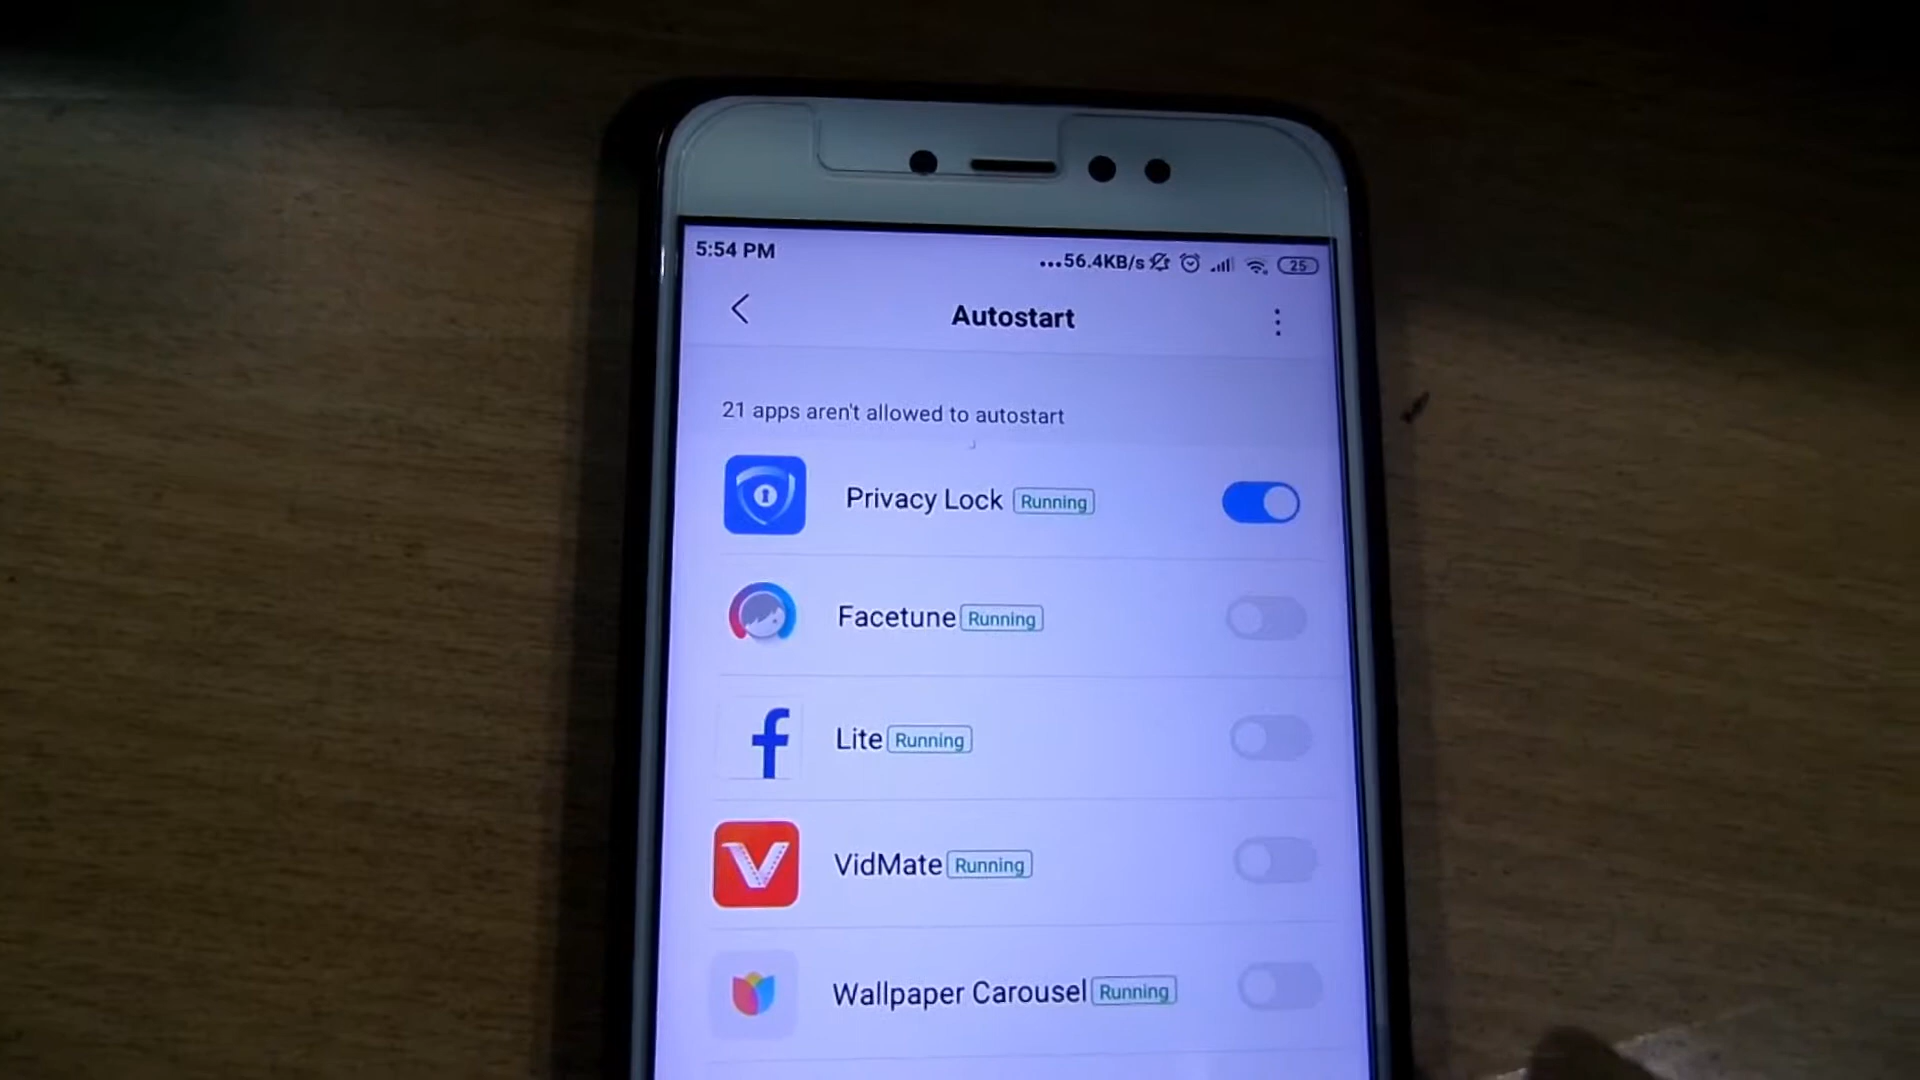 5:54 PM
...56.4KB/s 25
Autostart
21 apps aren't allowed to autostart
Privacy Lock Running
Facetune Running
f Lite Running
VidMate Running
Wallpaper Carousel Running